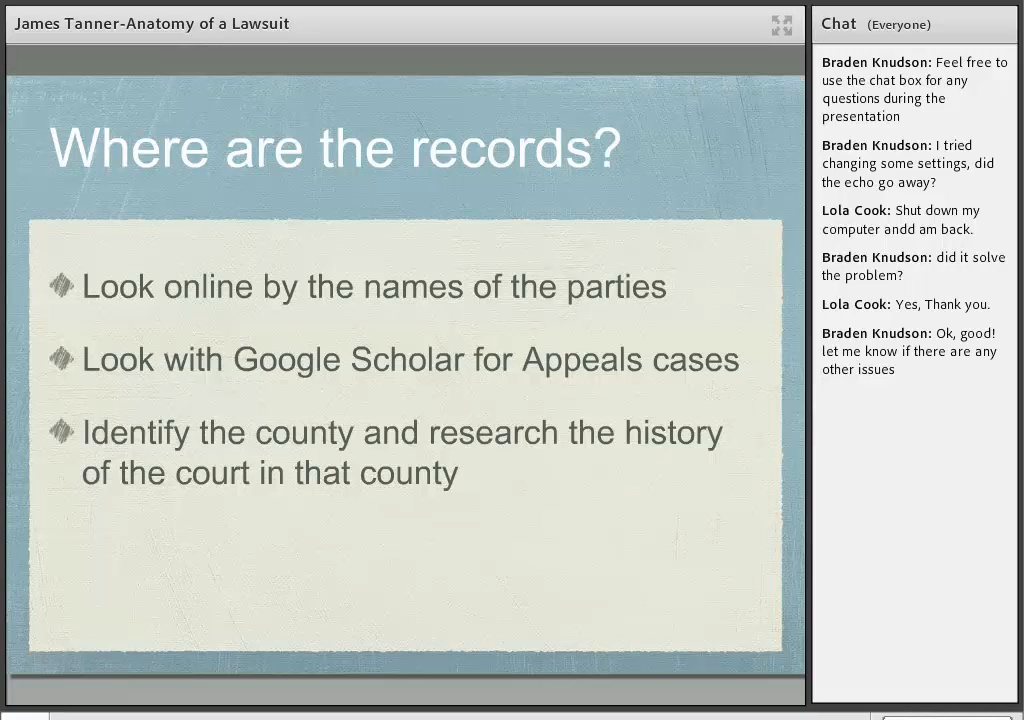 James Tanner-Anatomy of a Lawsuit
Where are the records?
Look online by the names of the parties
Look with Google Scholar for Appeals cases
Identify the county and research the history
of the court in that county
Chat (Everyone)
Braden Knudson: Feel free to
use the chat box for any
questions during the
presentation
Braden Knudson: I tried
changing some settings, did
the echo go away?
Lola Cook: Shut down my
computer andd am back.
Braden Knudson: did it solve
the problem?
Lola Cook: Yes, Thank you.
Braden Knudson: Ok, good!
let me know if there are any
other issues